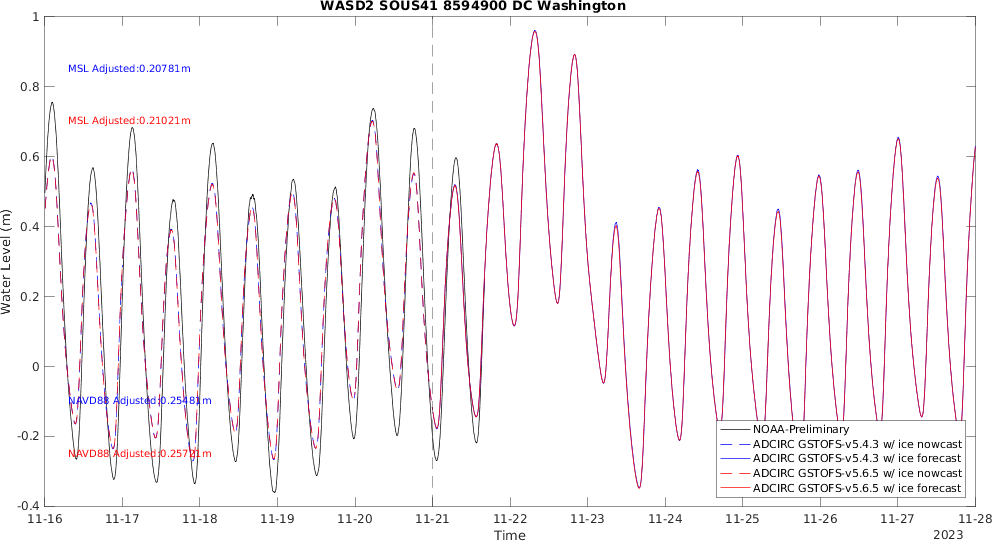 WASD2 SOUS41 8594900 DC Washington
1
0.8
0.6
0.4
0.2
0
-0.2
-0.4
Water Level (m)
MSL Adjusted:0.20781m
MSL Adjusted:0.21021m
NAVD88 Adjusted:0.25481m
NAVD88 Adjusted:0.25721m
NOAA-Preliminary
ADCIRC GSTOFS-v5.4.3 w/ ice nowcast
ADCIRC GSTOFS-v5.4.3 w/ ice forecast
ADCIRC GSTOFS-v5.6.5 w/ ice nowcast
ADCIRC GSTOFS-v5.6.5 w/ ice forecast
11-16 11-17 11-18 11-19 11-20 11-21 11-22 11-23 11-24 11-25 11-26 11-27 11-28
Time
2023